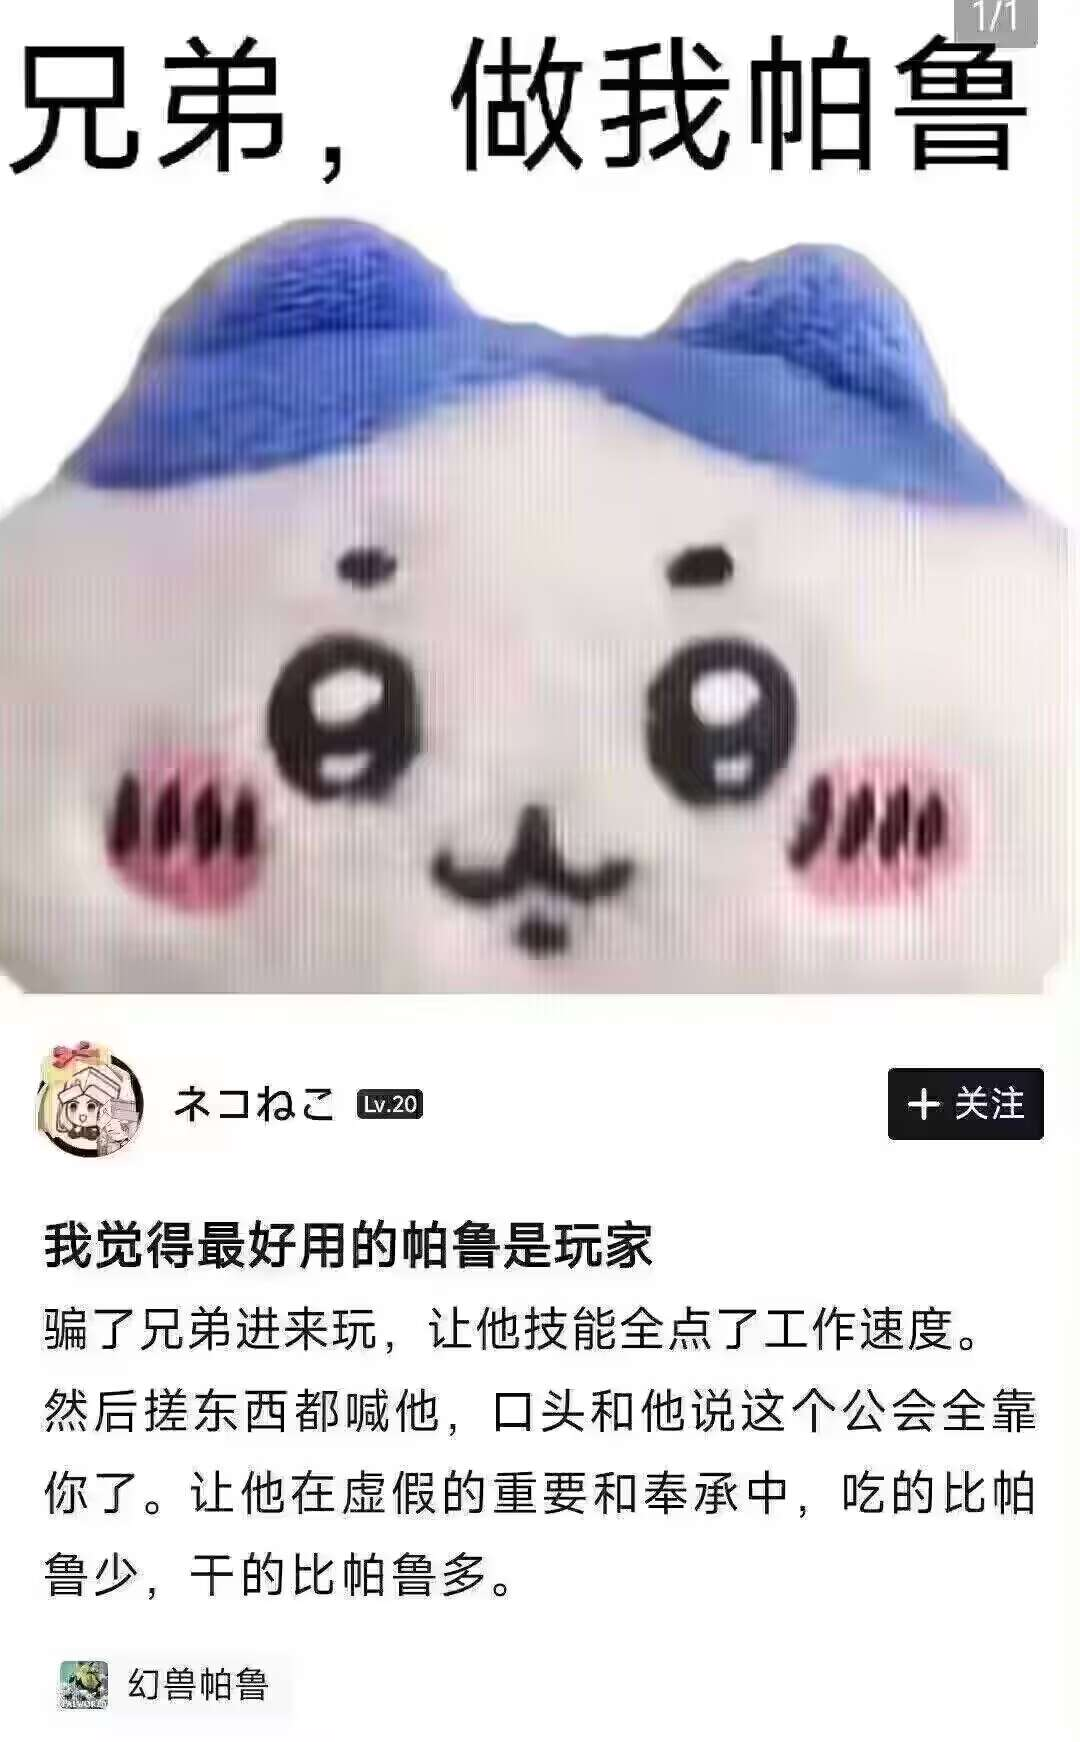 1/1
兄弟，做我帕鲁
ネコねこ Lv.20
+ 关注
我觉得最好用的帕鲁是玩家
骗了兄弟进来玩，让他技能全点了工作速度。
然后搓东西都喊他，口头和他说这个公会全靠
你了。让他在虚假的重要和奉承中，吃的比帕
鲁少，干的比帕鲁多。
PALWORLD
幻兽帕鲁